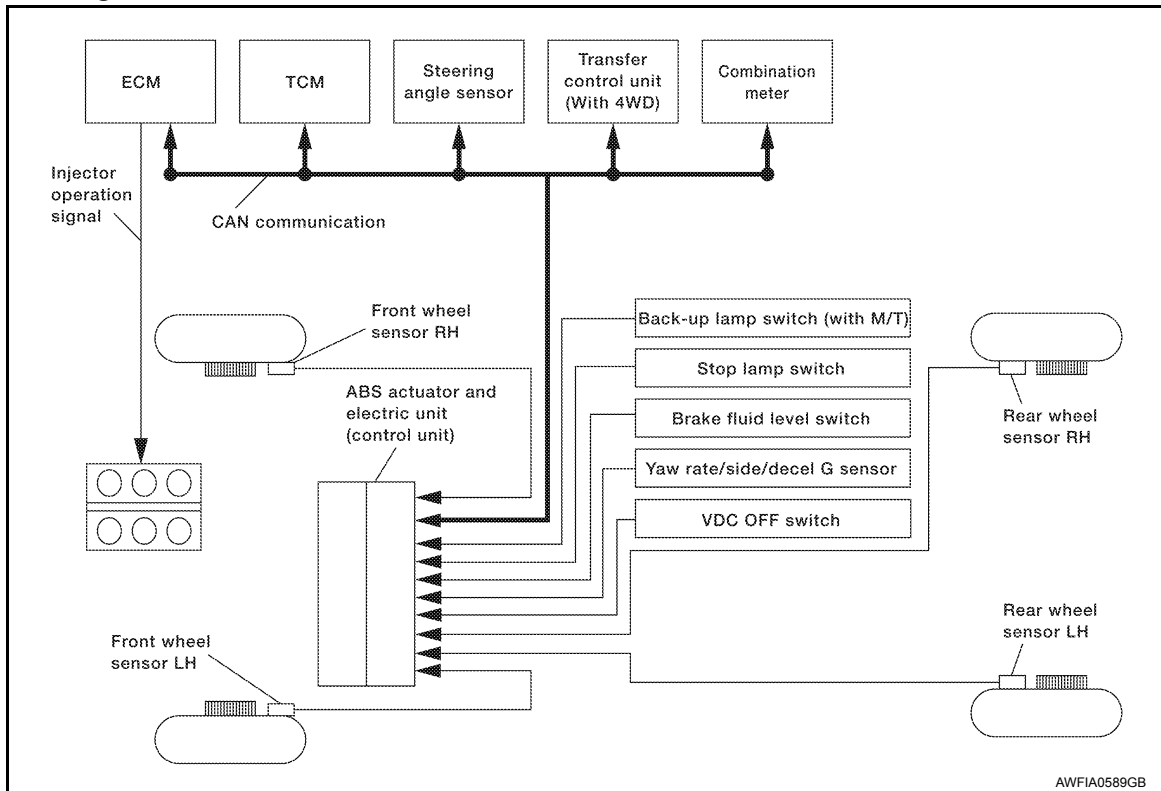 ECM
TCM
Steering
angle sensor
Transfer
control unit
(With 4WD)
Combination
meter
Injector
operation
signal
CAN communication
Front wheel
sensor RH
Back-up lamp switch (with M/T)
Stop lamp switch
Brake fluid level switch
Yaw rate/side/decel G sensor
VDC OFF switch
ABS actuator and
electric unit
(control unit)
Rear wheel
sensor RH
Front wheel
sensor LH
Rear wheel
sensor LH
AWFIA0589GB